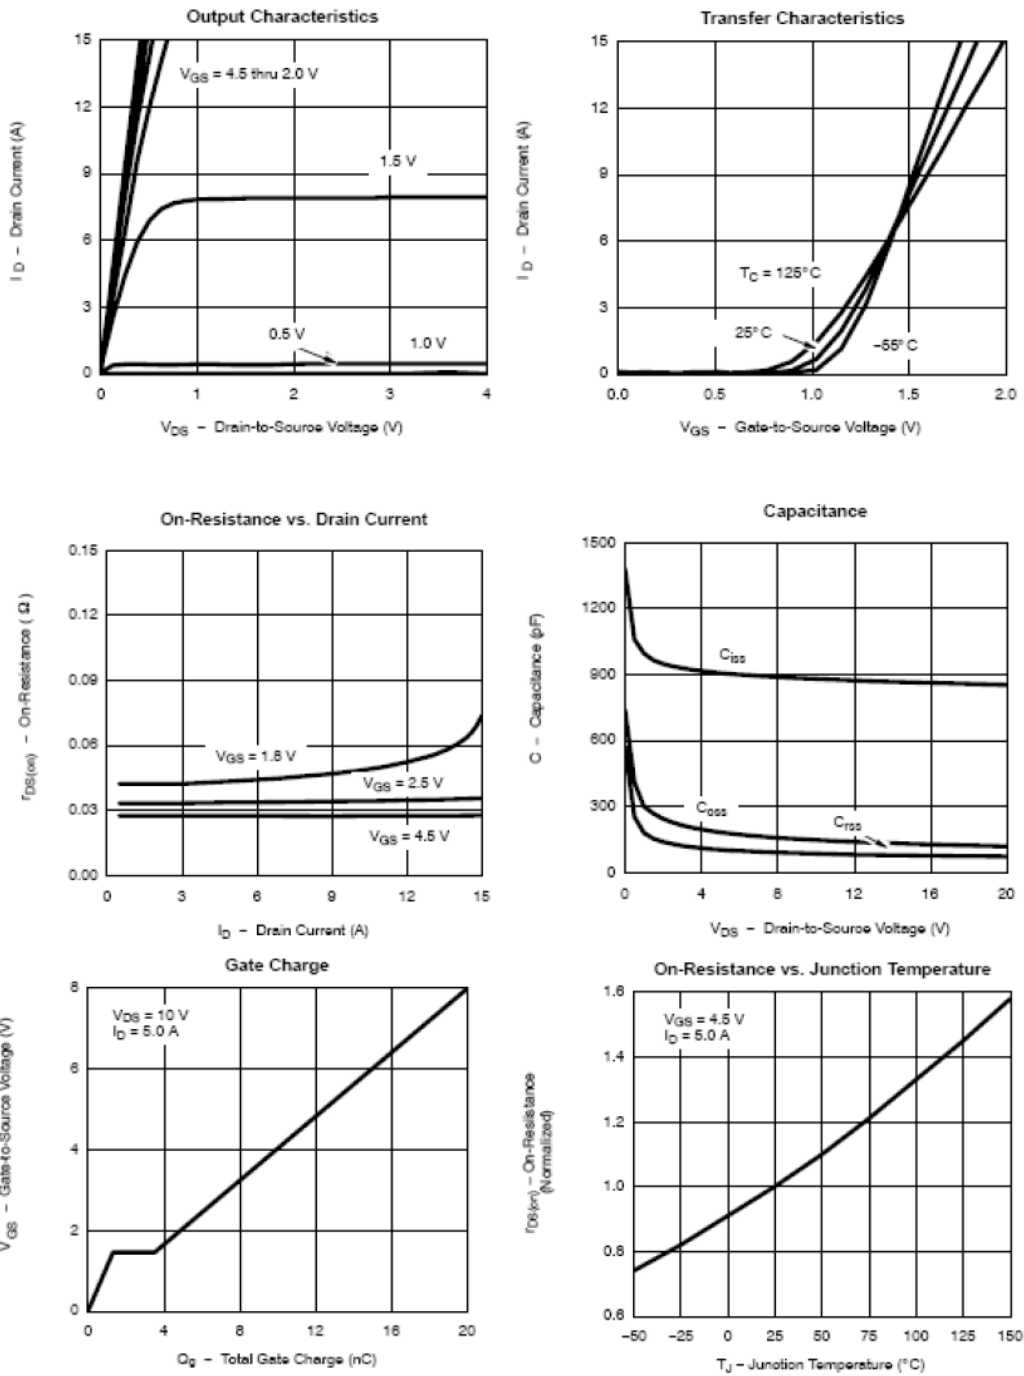 Output Characteristics
15
12
9
6
3
0
0 1 2 3 4
I D – Drain Current (A)
VGS = 4.5 thru 2.0 V
1.5 V
0.5 V
1.0 V
VDS – Drain-to-Source Voltage (V)
Transfer Characteristics
15
12
9
6
3
0
0.0 0.5 1.0 1.5 2.0
I D – Drain Current (A)
TC = 125°C
25°C
–55°C
VGS – Gate-to-Source Voltage (V)
On-Resistance vs. Drain Current
0.15
0.12
0.09
0.06
0.03
0.00
0 3 6 9 12 15
rDS(on) – On-Resistance ( Ω )
VGS = 1.8 V
VGS = 2.5 V
VGS = 4.5 V
ID – Drain Current (A)
Capacitance
1500
1200
900
600
300
0
0 4 8 12 16 20
C – Capacitance (pF)
Ciss
Coss
Crss
VDS – Drain-to-Source Voltage (V)
Gate Charge
8
6
4
2
0
0 4 8 12 16 20
VGS – Gate-to-Source Voltage (V)
VDS = 10 V
ID = 5.0 A
Qg – Total Gate Charge (nC)
On-Resistance vs. Junction Temperature
1.6
1.4
1.2
1.0
0.8
0.6
–50 –25 0 25 50 75 100 125 150
rDS(on) – On-Resistance
(Normalized)
VGS = 4.5 V
ID = 5.0 A
TJ – Junction Temperature (°C)